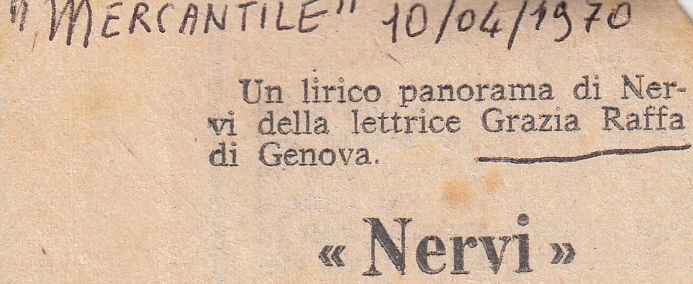 „MERCANTILE" 10/04/1970
Un lirico panorama di Ner-
vi della lettrice Grazia Raffa
di Genova.
« Nervi »